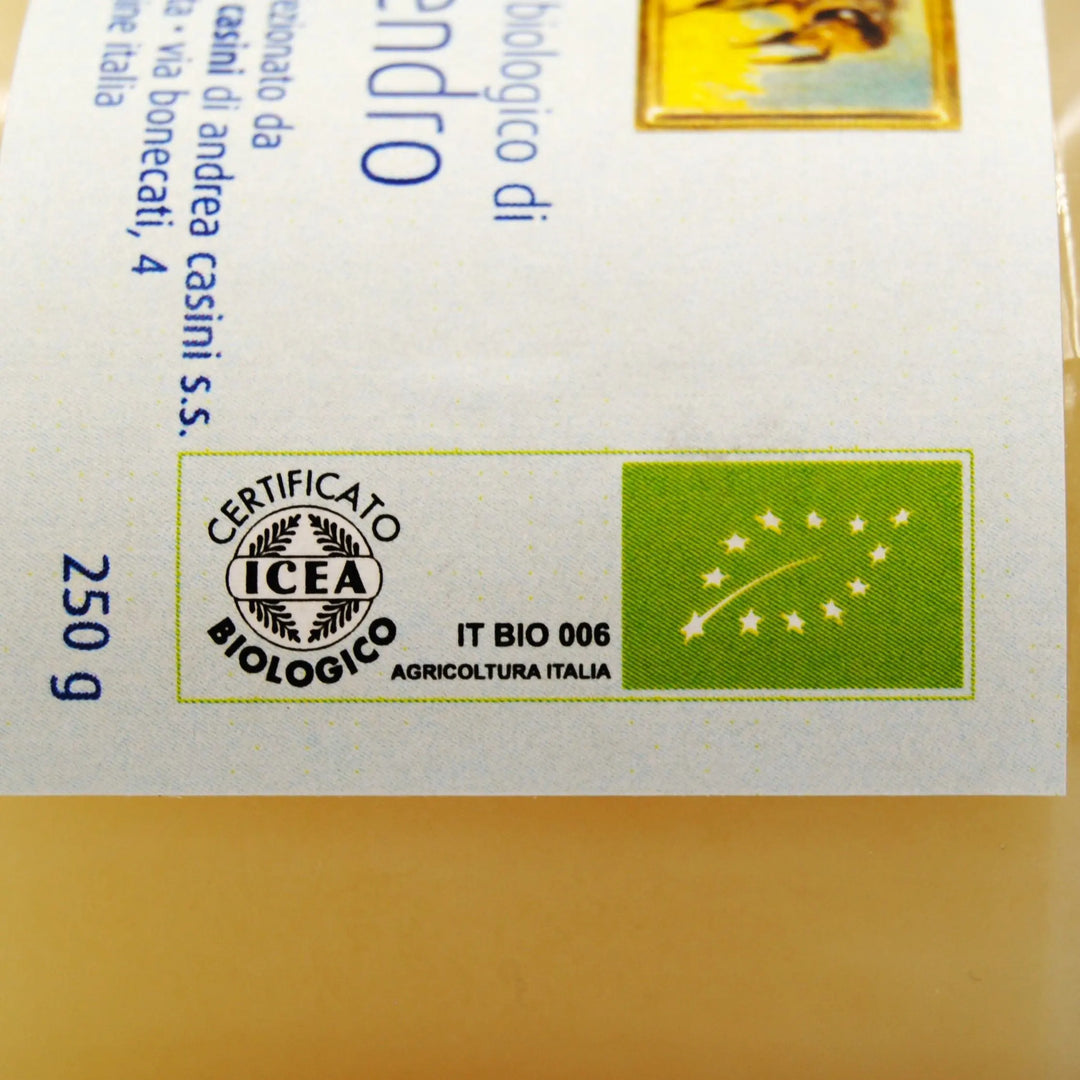 biologico di
endro
ezionato da
casini di andrea casini s.s.
ta • via bonecati, 4
ine italia
250 g
CERTIFICATO
ICEA
BIOLOGICO
IT BIO 006
AGRICOLTURA ITALIA